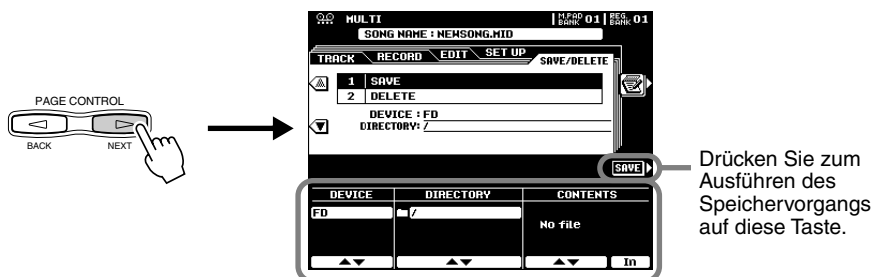 PAGE CONTROL
BACK NEXT
MULTI M.PAD BANK 01 REG. BANK 01
SONG NAME : NEWSONG.MID
TRACK RECORD EDIT SET UP SAVE/DELETE
1 SAVE
2 DELETE
DEVICE : FD
DIRECTORY: /
SAVE
DEVICE DIRECTORY CONTENTS
FD / No file
In
Drücken Sie zum
Ausführen des
Speichervorgangs
auf diese Taste.